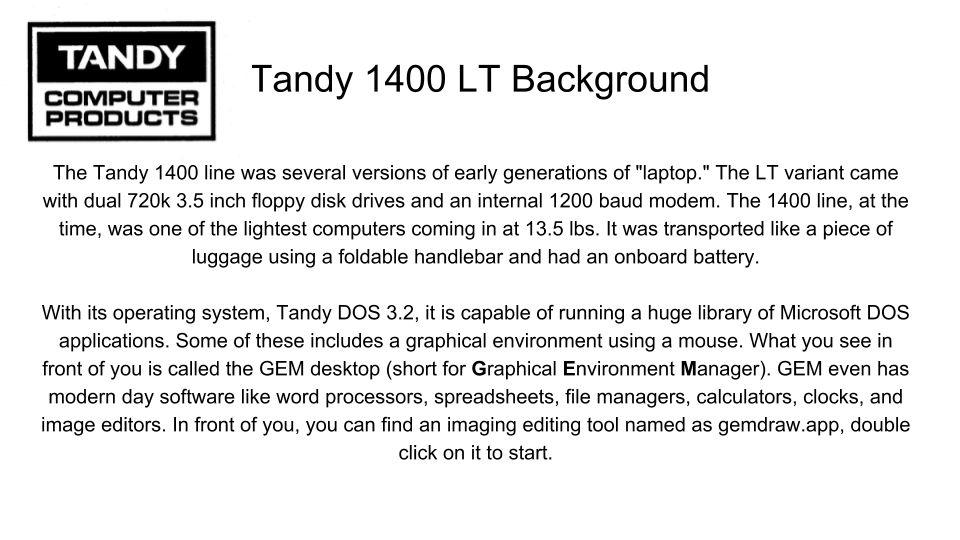 TANDY
COMPUTER
PRODUCTS
Tandy 1400 LT Background
The Tandy 1400 line was several versions of early generations of "laptop." The LT variant came
with dual 720k 3.5 inch floppy disk drives and an internal 1200 baud modem. The 1400 line, at the
time, was one of the lightest computers coming in at 13.5 lbs. It was transported like a piece of
luggage using a foldable handlebar and had an onboard battery.
With its operating system, Tandy DOS 3.2, it is capable of running a huge library of Microsoft DOS
applications. Some of these includes a graphical environment using a mouse. What you see in
front of you is called the GEM desktop (short for Graphical Environment Manager). GEM even has
modern day software like word processors, spreadsheets, file managers, calculators, clocks, and
image editors. In front of you, you can find an imaging editing tool named as gemdraw.app, double
click on it to start.